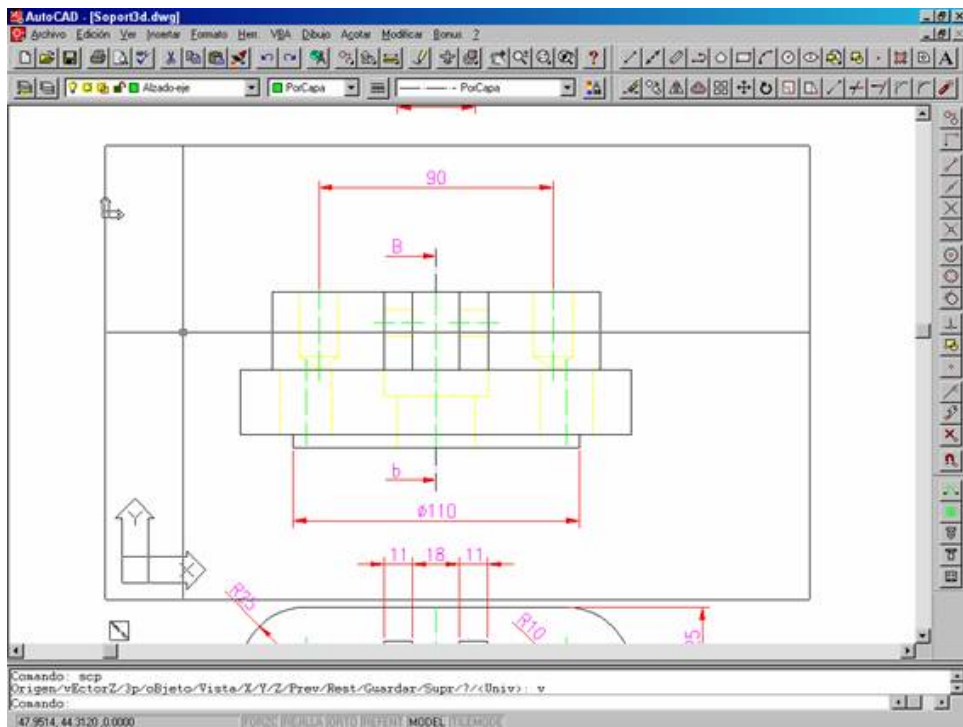 AutoCAD - [Soport3d.dwg]
Archivo Edición Ver Insertar Formato Herr. VBA Dibujo Acotar Modificar Bonus ?
Alzado-eje PorCapa PorCapa
90
B
b
ø110
11 18 11
R25
R10
Y
X
Comando: scp
Origen/vEctorZ/3p/oBjeto/Vista/X/Y/Z/Prev/Rest/Guardar/Supr/?/<Univ>: v
Comando:
47.9514, 44.3120, 0.0000 MODEL